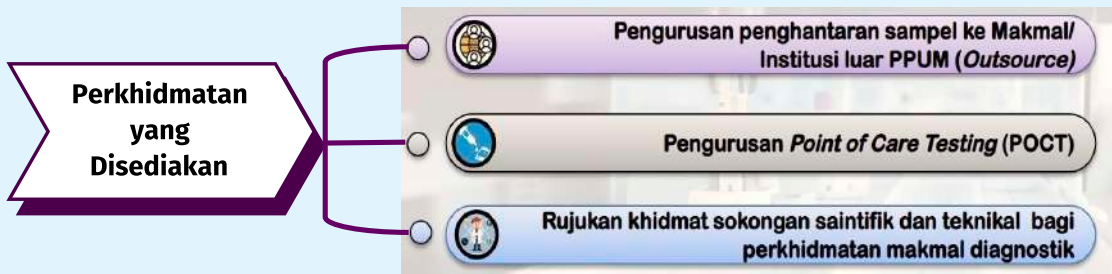 Perkhidmatan
yang
Disediakan
Pengurusan penghantaran sampel ke Makmal/
Institusi luar PPUM (Outsource)
Pengurusan Point of Care Testing (POCT)
Rujukan khidmat sokongan saintifik dan teknikal bagi
perkhidmatan makmal diagnostik